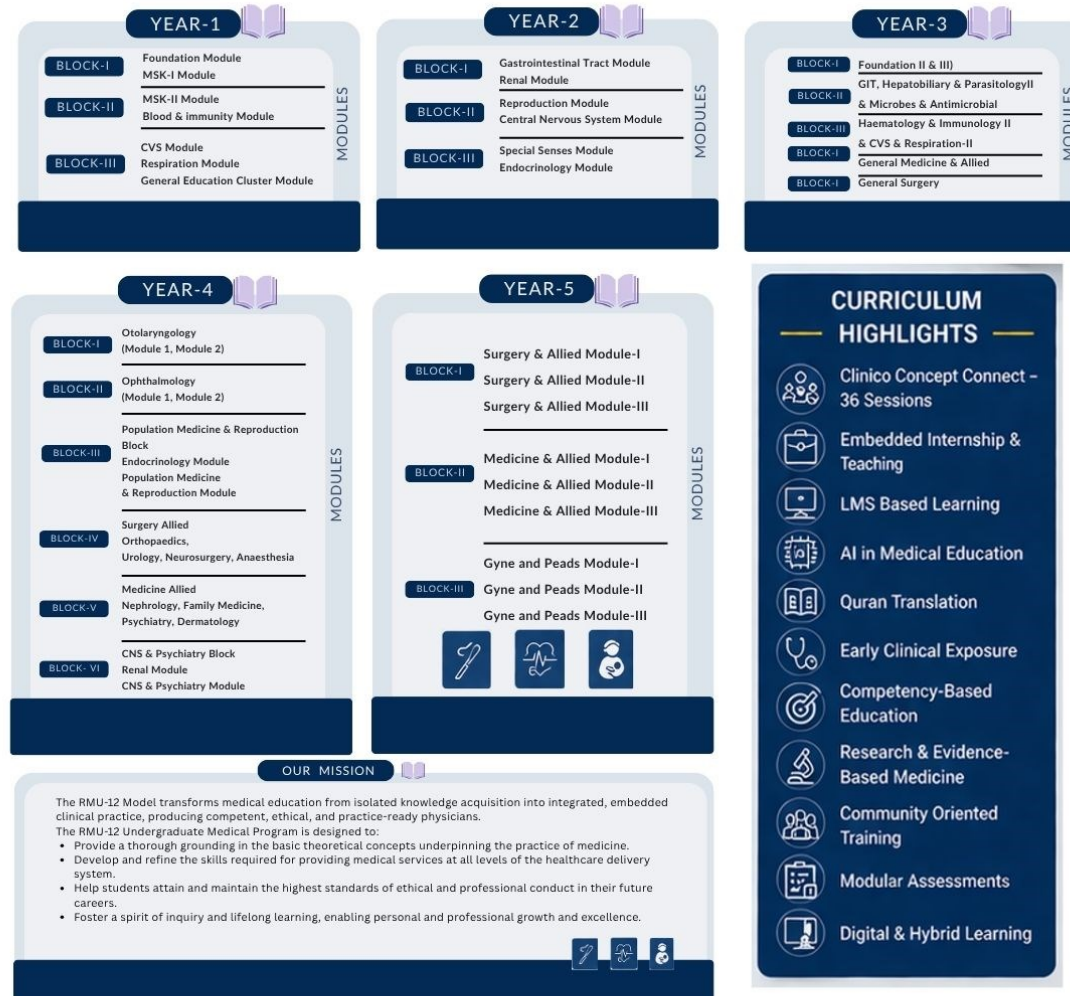 YEAR-1
BLOCK-I
Foundation Module
MSK-I Module
BLOCK-II
MSK-II Module
Blood & immunity Module
BLOCK-III
CVS Module
Respiration Module
General Education Cluster Module
MODULES
YEAR-2
BLOCK-I
Gastrointestinal Tract Module
Renal Module
BLOCK-II
Reproduction Module
Central Nervous System Module
BLOCK-III
Special Senses Module
Endocrinology Module
MODULES
YEAR-3
BLOCK-I
Foundation II & III)
BLOCK-II
GIT, Hepatobiliary & ParasitologyII
& Microbes & Antimicrobial
BLOCK-III
Haematology & Immunology II
& CVS & Respiration-II
BLOCK-I
General Medicine & Allied
BLOCK-I
General Surgery
MODULES
YEAR-4
BLOCK-I
Otolaryngology
(Module 1, Module 2)
BLOCK-II
Ophthalmology
(Module 1, Module 2)
BLOCK-III
Population Medicine & Reproduction
Block
Endocrinology Module
Population Medicine
& Reproduction Module
BLOCK-IV
Surgery Allied
Orthopaedics,
Urology, Neurosurgery, Anaesthesia
BLOCK-V
Medicine Allied
Nephrology, Family Medicine,
Psychiatry, Dermatology
BLOCK- VI
CNS & Psychiatry Block
Renal Module
CNS & Psychiatry Module
MODULES
YEAR-5
BLOCK-I
Surgery & Allied Module-I
Surgery & Allied Module-II
Surgery & Allied Module-III
BLOCK-II
Medicine & Allied Module-I
Medicine & Allied Module-II
Medicine & Allied Module-III
BLOCK-III
Gyne and Peads Module-I
Gyne and Peads Module-II
Gyne and Peads Module-III
MODULES
CURRICULUM
HIGHLIGHTS
Clinico Concept Connect –
36 Sessions
Embedded Internship &
Teaching
LMS Based Learning
AI in Medical Education
Quran Translation
Early Clinical Exposure
Competency-Based
Education
Research & Evidence-
Based Medicine
Community Oriented
Training
Modular Assessments
Digital & Hybrid Learning
OUR MISSION
The RMU-12 Model transforms medical education from isolated knowledge acquisition into integrated, embedded
clinical practice, producing competent, ethical, and practice-ready physicians.
The RMU-12 Undergraduate Medical Program is designed to:
• Provide a thorough grounding in the basic theoretical concepts underpinning the practice of medicine.
• Develop and refine the skills required for providing medical services at all levels of the healthcare delivery
system.
• Help students attain and maintain the highest standards of ethical and professional conduct in their future
careers.
• Foster a spirit of inquiry and lifelong learning, enabling personal and professional growth and excellence.